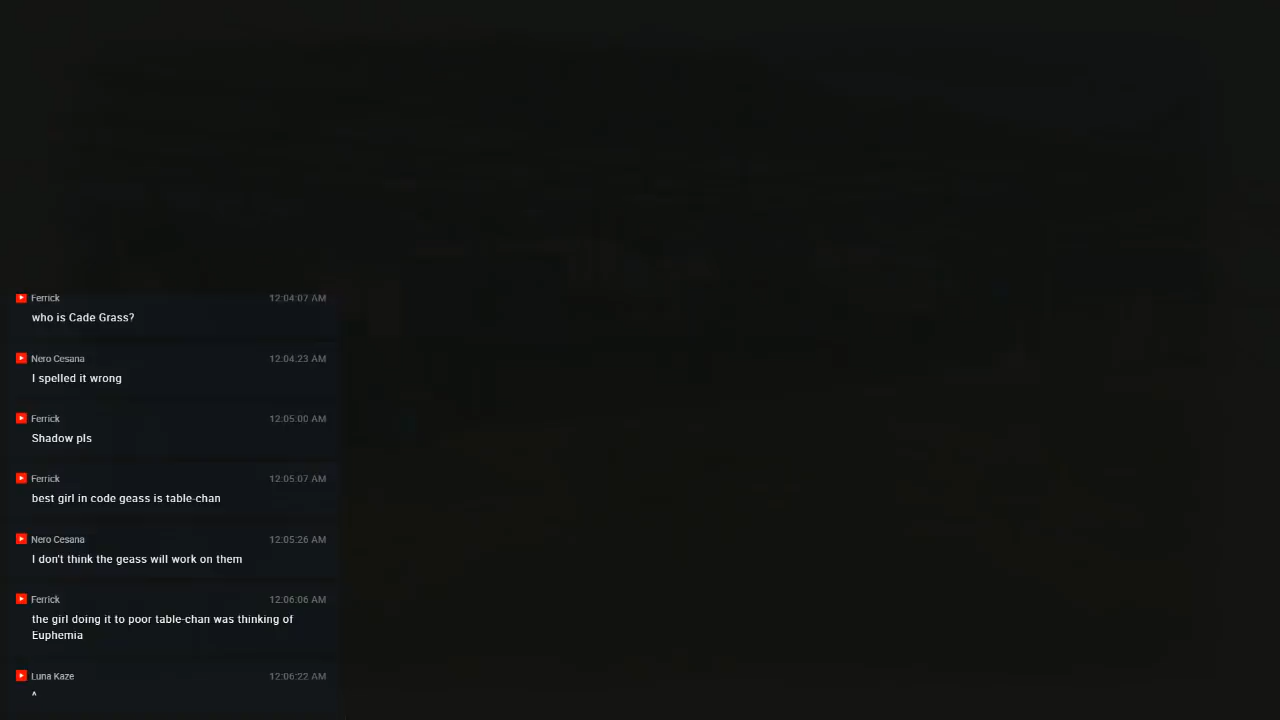 Ferrick 12:04:07 AM
who is Cade Grass?
Nero Cesana 12:04:23 AM
I spelled it wrong
Ferrick 12:05:00 AM
Shadow pls
Ferrick 12:05:07 AM
best girl in code geass is table-chan
Nero Cesana 12:05:26 AM
I don't think the geass will work on them
Ferrick 12:06:06 AM
the girl doing it to poor table-chan was thinking of
Euphemia
Luna Kaze 12:06:22 AM
^